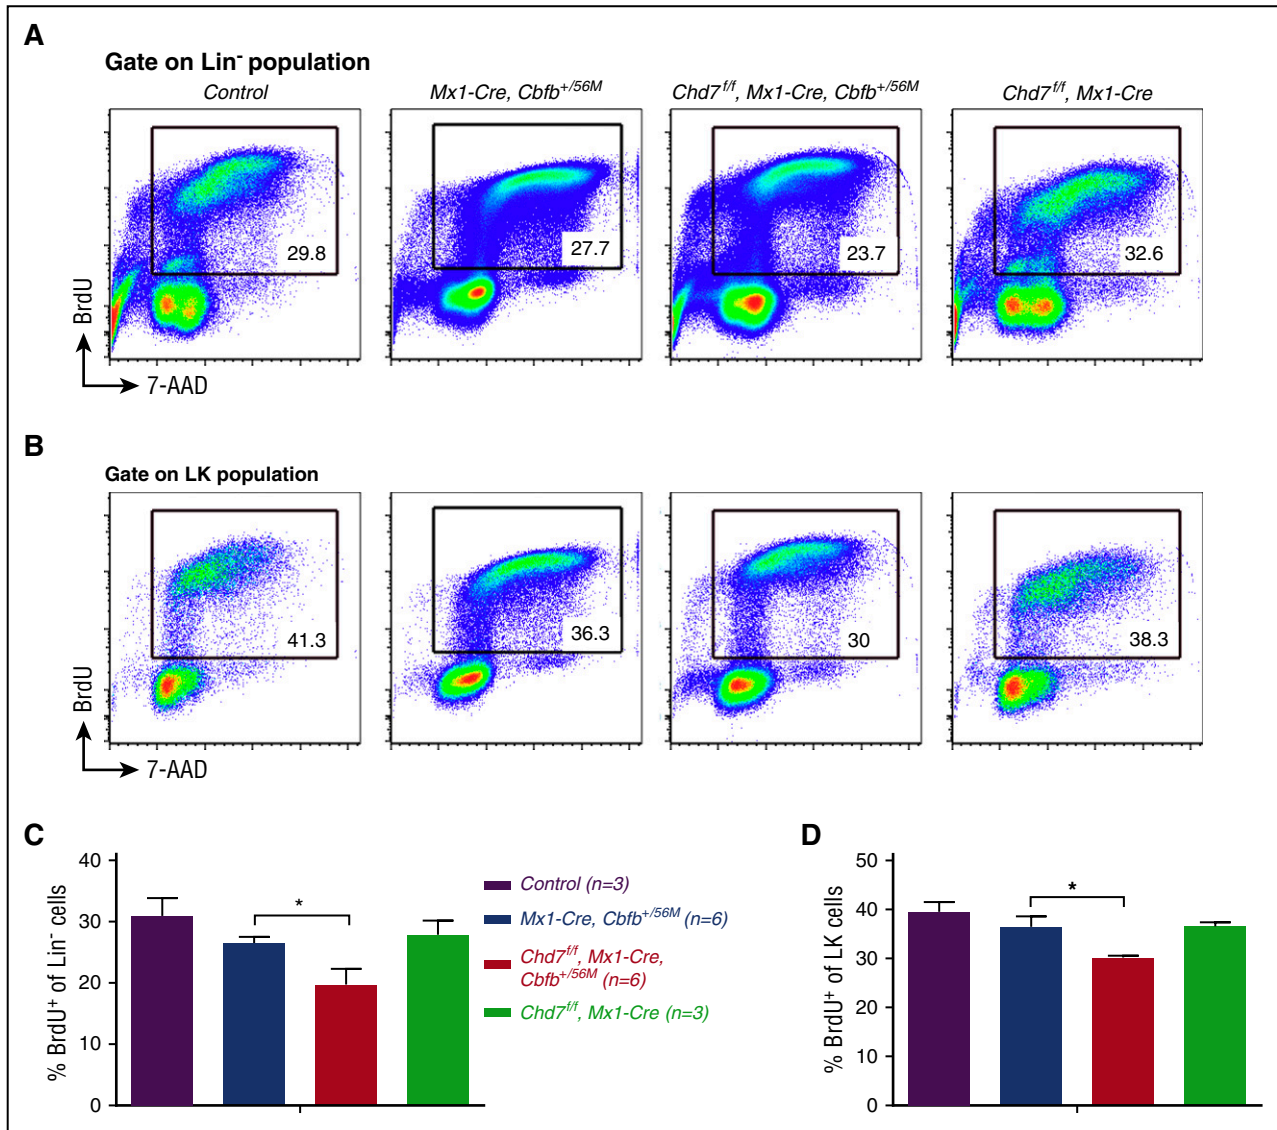 A
Gate on Lin⁻ population
Control
Mx1-Cre, Cbfb⁺/⁵⁶ᴹ
Chd7ᶠ/ᶠ, Mx1-Cre, Cbfb⁺/⁵⁶ᴹ
Chd7ᶠ/ᶠ, Mx1-Cre
29.8
27.7
23.7
32.6
BrdU
7-AAD
B
Gate on LK population
41.3
36.3
30
38.3
BrdU
7-AAD
C
% BrdU⁺ of Lin⁻ cells
40
30
20
10
0
*
Control (n=3)
Mx1-Cre, Cbfb⁺/⁵⁶ᴹ (n=6)
Chd7ᶠ/ᶠ, Mx1-Cre,
Cbfb⁺/⁵⁶ᴹ (n=6)
Chd7ᶠ/ᶠ, Mx1-Cre (n=3)
D
% BrdU⁺ of LK cells
50
40
30
20
10
0
*